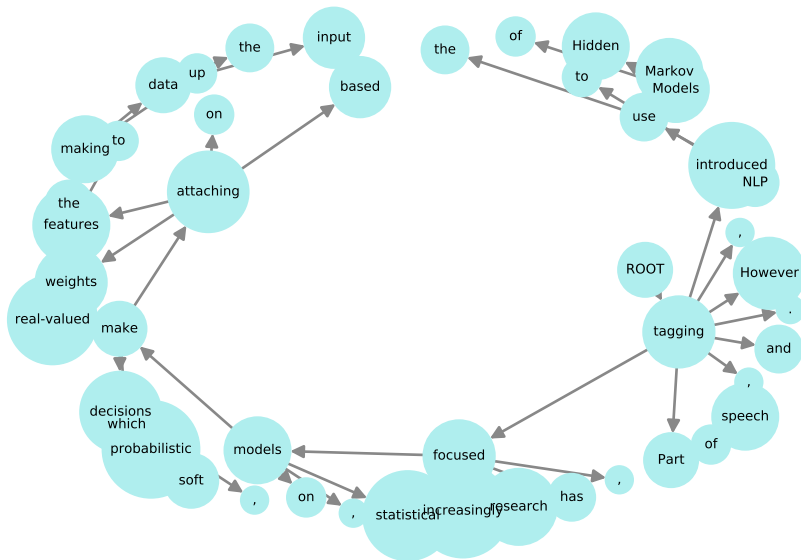 the
of
Hidden
Markov
Models
to
use
introduced
NLP
,
However
.
and
ROOT
tagging
,
speech
of
Part
input
the
up
data
based
on
to
making
attaching
the
features
weights
real-valued
make
decisions
which
probabilistic
soft
,
models
on
,
statistical
increasingly
research
has
,
focused